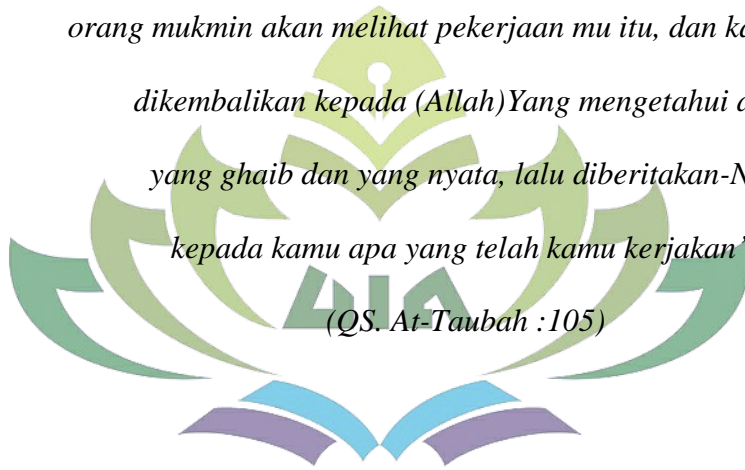 orang mukmin akan melihat pekerjaan mu itu, dan
dikembalikan kepada (Allah)Yang mengetahui
yang ghaib dan yang nyata, lalu diberitakan-N
kepada kamu apa yang telah kamu kerjakan”
(QS. At-Taubah :105)
UIN